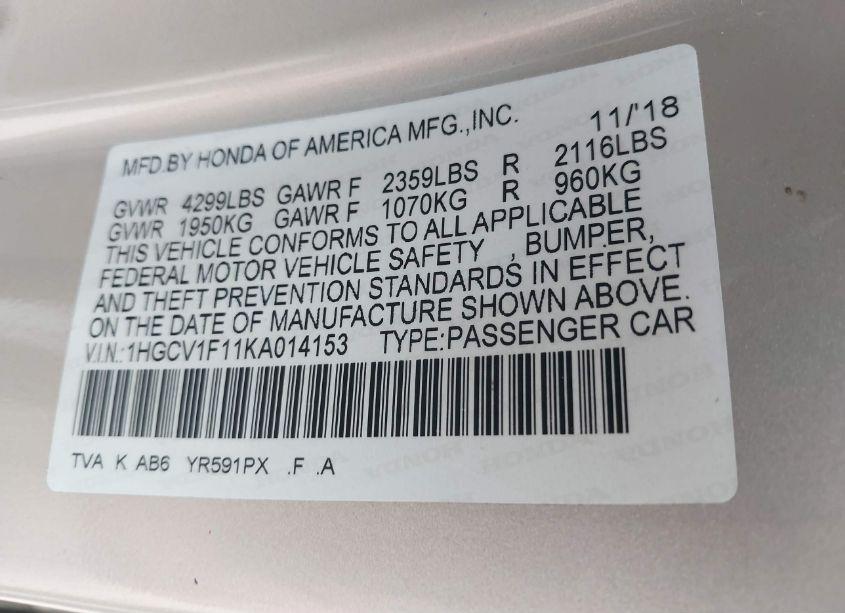 MFD.BY HONDA OF AMERICA MFG.,INC. 11/'18
GVWR 4299LBS GAWR F 2359LBS R 2116LBS
GVWR 1950KG GAWR F 1070KG R 960KG
THIS VEHICLE CONFORMS TO ALL APPLICABLE
FEDERAL MOTOR VEHICLE SAFETY , BUMPER,
AND THEFT PREVENTION STANDARDS IN EFFECT
ON THE DATE OF MANUFACTURE SHOWN ABOVE.
V.I.N.:1HGCV1F11KA014153 TYPE:PASSENGER CAR
TVA K AB6 YR591PX .F .A